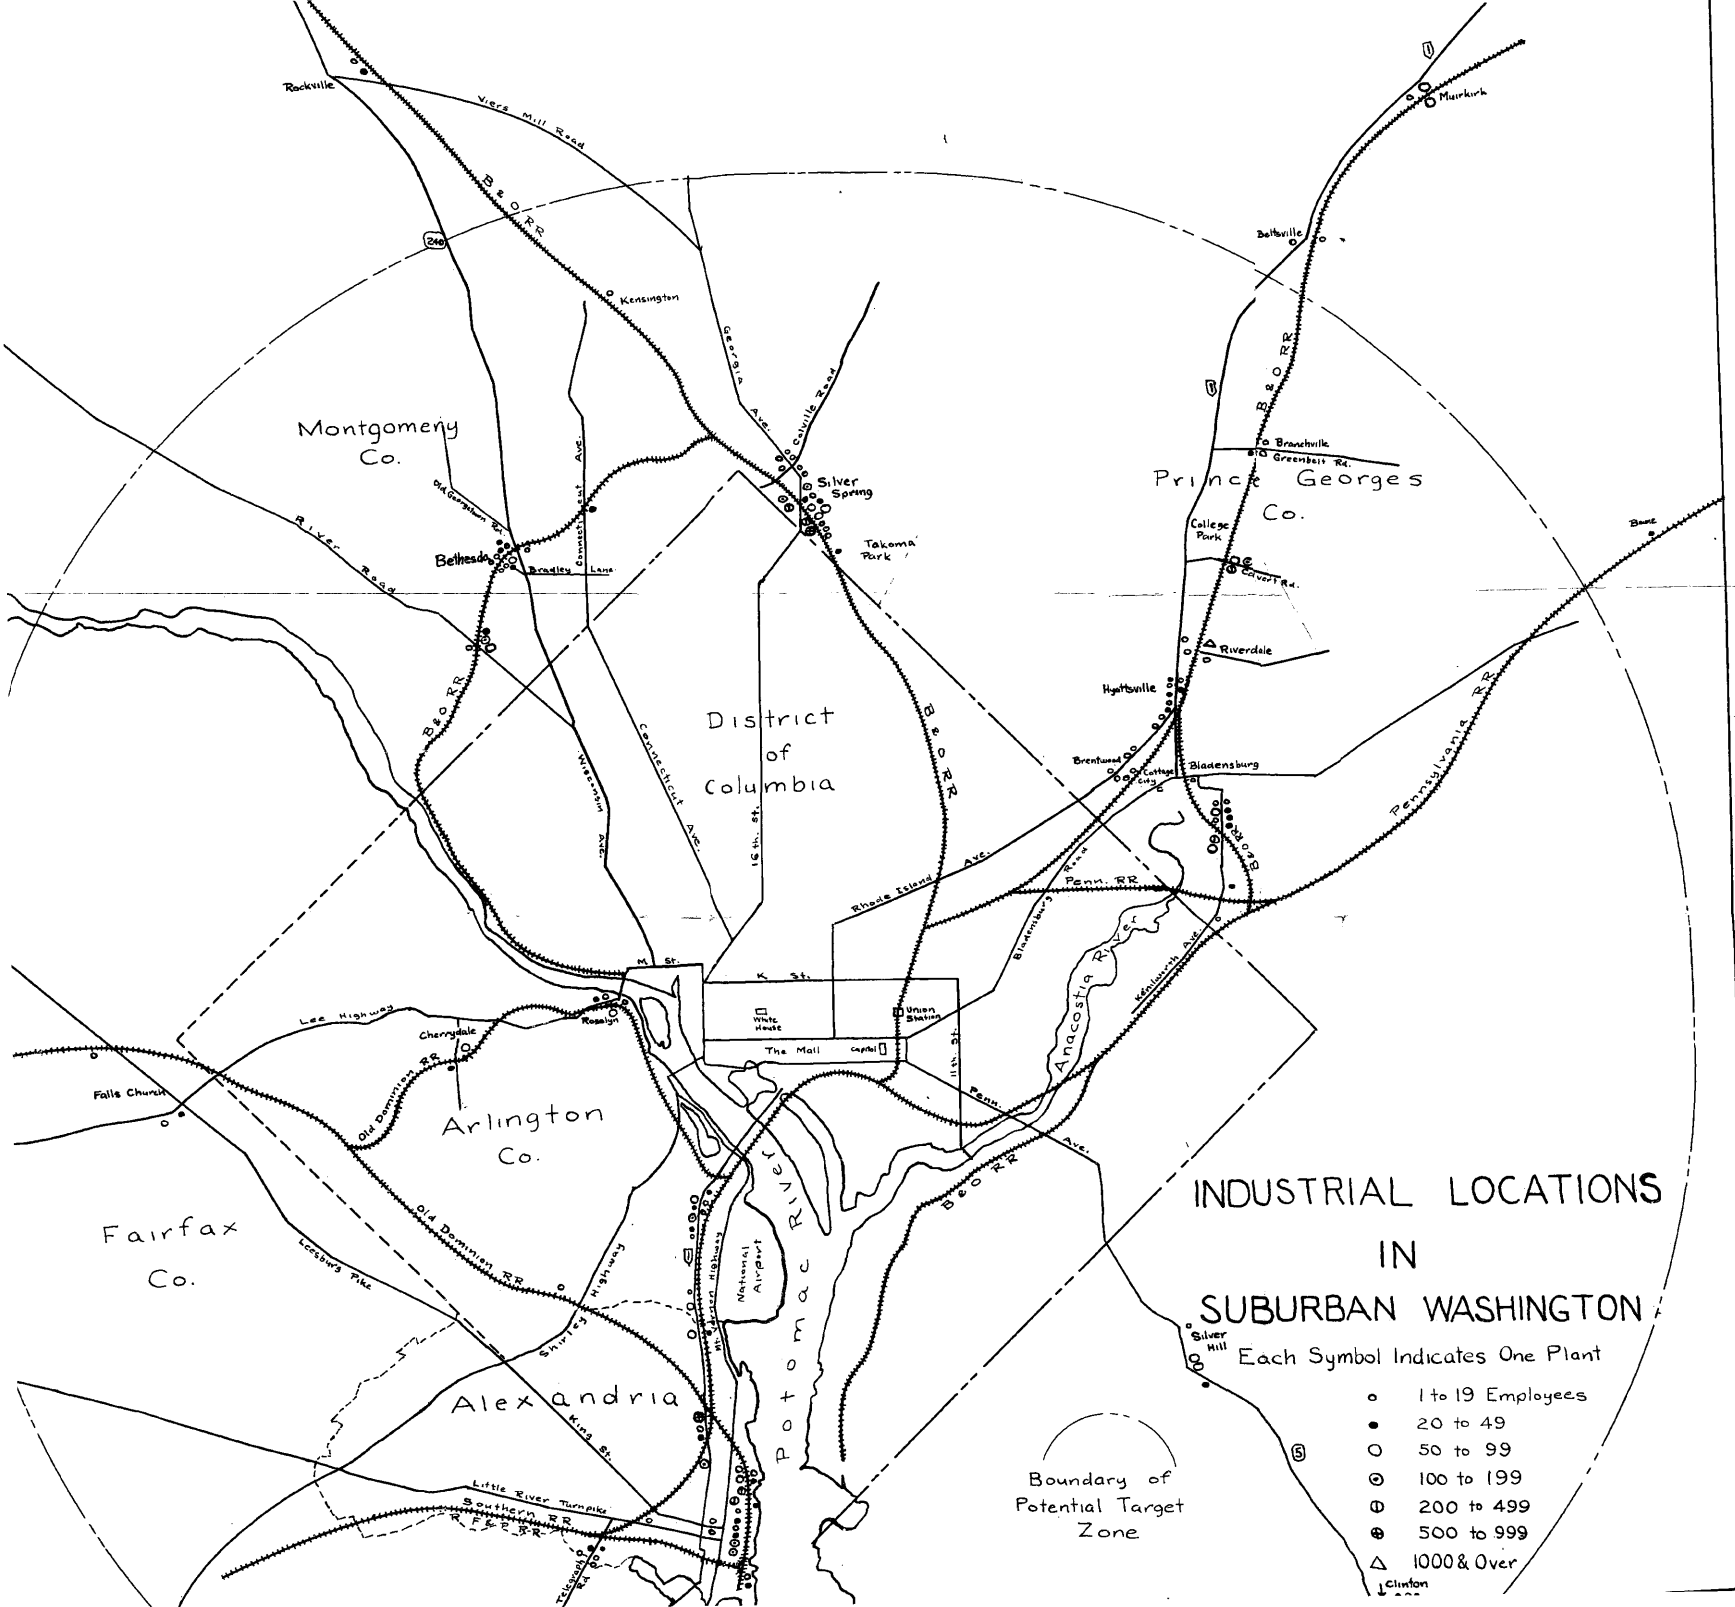 1
Rockville
Viers Mill Road
Muirkirk
B & O RR
Beltsville
240
Kensington
Georgia Ave.
Colville Road
B & O RR
1
Montgomery
Co.
Connecticut Ave.
Branchville
Greenbelt Rd.
Prince Georges
Co.
Silver
Spring
Old Georgetown Rd.
River Road
College
Park
Takoma
Park
Bethesda
Bradley Lane
Calvert Rd.
Riverdale
Hyattsville
B & O RR
District
of
Columbia
B & O RR
Pennsylvania RR
Connecticut Ave.
Wisconsin Ave.
16th. St.
Brentwood
Cottage
City
Bladensburg
B & O RR
Rhode Island Ave.
Bladensburg Road
Penn. RR
Anacostia River
Kenilworth Ave.
M St.
K St.
White
House
Union
Station
Lee Highway
Rosslyn
Cherrydale
The Mall
Capitol
11th St.
Falls Church
Old Dominion RR
Arlington
Co.
Penn. Ave.
B & O RR
Potomac River
Fairfax
Co.
Old Dominion RR
Leesburg Pike
Shirley Highway
National
Airport
1
INDUSTRIAL LOCATIONS
IN
SUBURBAN WASHINGTON
Silver
Hill
Each Symbol Indicates One Plant
1 to 19 Employees
20 to 49
50 to 99
100 to 199
200 to 499
500 to 999
1000 & Over
Alexandria
King St.
5
Boundary of
Potential Target
Zone
Little River Turnpike
Southern RR
R F & P RR
Telegraph
Rd
Clinton